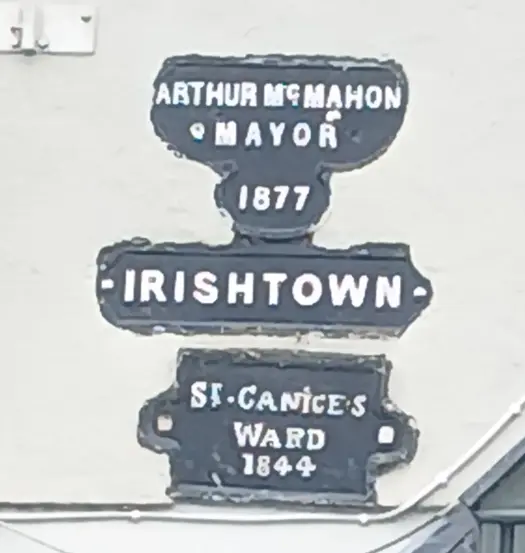 ARTHUR McMAHON
MAYOR
1877
IRISHTOWN
ST. CANICE'S
WARD
1844